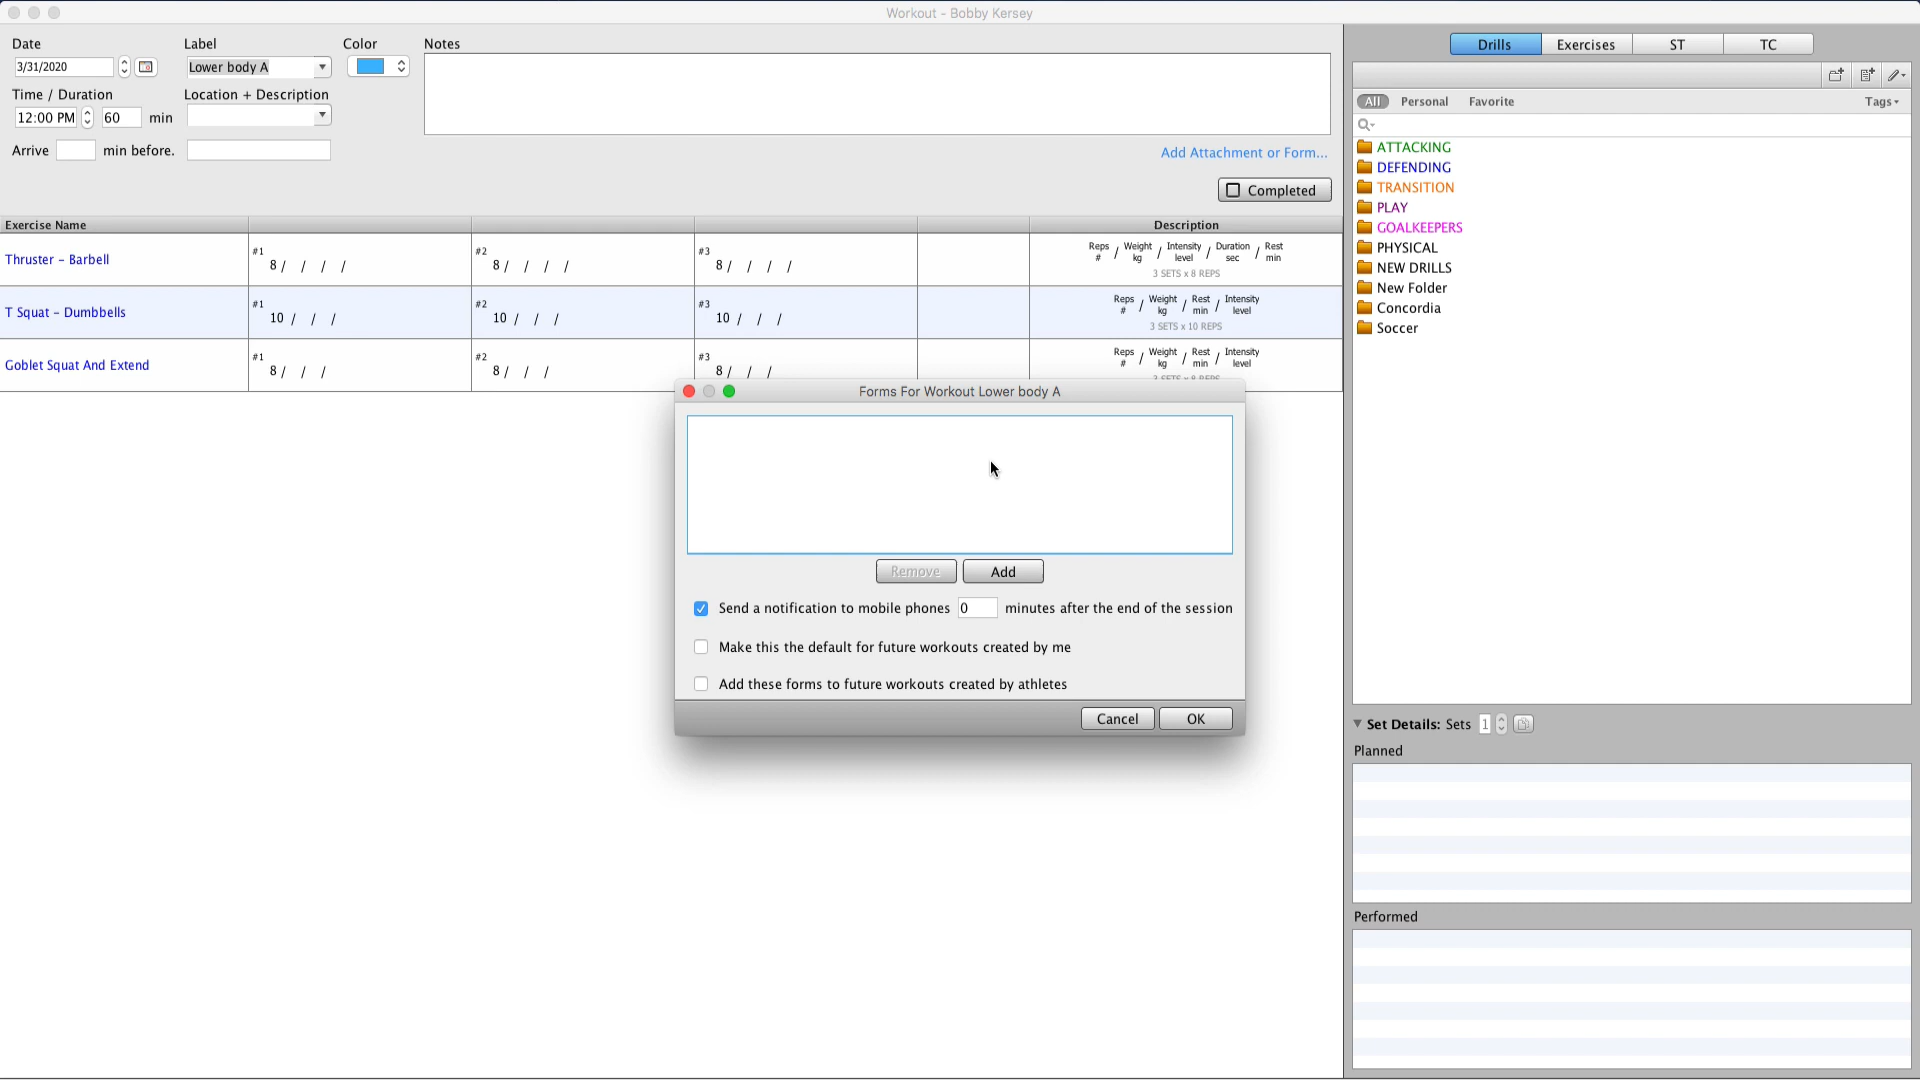 Workout - Bobby Kersey
Date
3/31/2020
Label
Lower body A
Color
Notes
Time / Duration
12:00 PM
60
min
Location + Description
Arrive
min before.
Add Attachment or Form...
Completed
Exercise Name
Description
Thruster - Barbell
#1
8 / / / /
#2
8 / / / /
#3
8 / / / /
Reps / Weight / Intensity / Duration / Rest
# kg level sec min
3 SETS x 8 REPS
T Squat - Dumbbells
#1
10 / / /
#2
10 / / /
#3
10 / / /
Reps / Weight / Rest / Intensity
# kg min level
3 SETS x 10 REPS
Goblet Squat And Extend
#1
8 / / /
#2
8 / / /
#3
8 / / /
Reps / Weight / Rest / Intensity
# kg min level
3 SETS x 8 REPS
Forms For Workout Lower body A
Remove
Add
Send a notification to mobile phones 0 minutes after the end of the session
Make this the default for future workouts created by me
Add these forms to future workouts created by athletes
Cancel
OK
Drills
Exercises
ST
TC
All
Personal
Favorite
Tags
ATTACKING
DEFENDING
TRANSITION
PLAY
GOALKEEPERS
PHYSICAL
NEW DRILLS
New Folder
Concordia
Soccer
Set Details: Sets 1
Planned
Performed